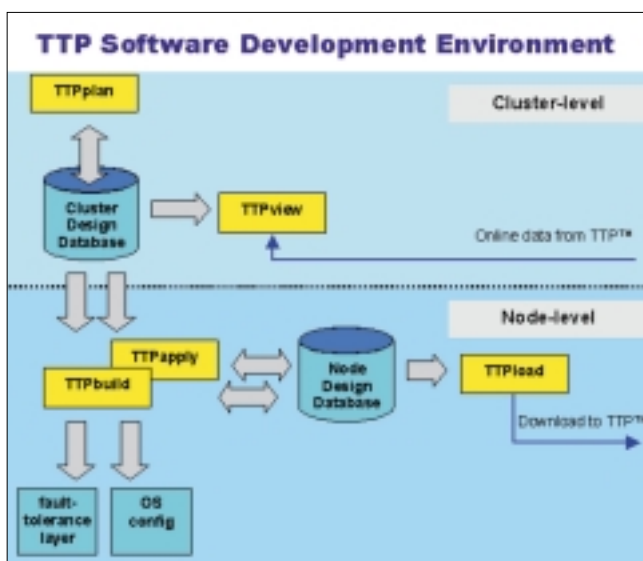 TTP Software Development Environment
TTPplan
Cluster-level
Cluster
Design
Database
TTPview
Online data from TTP™
Node-level
TTPapply
TTPbuild
Node
Design
Database
TTPload
Download to TTP™
fault-
tolerance
layer
OS
config